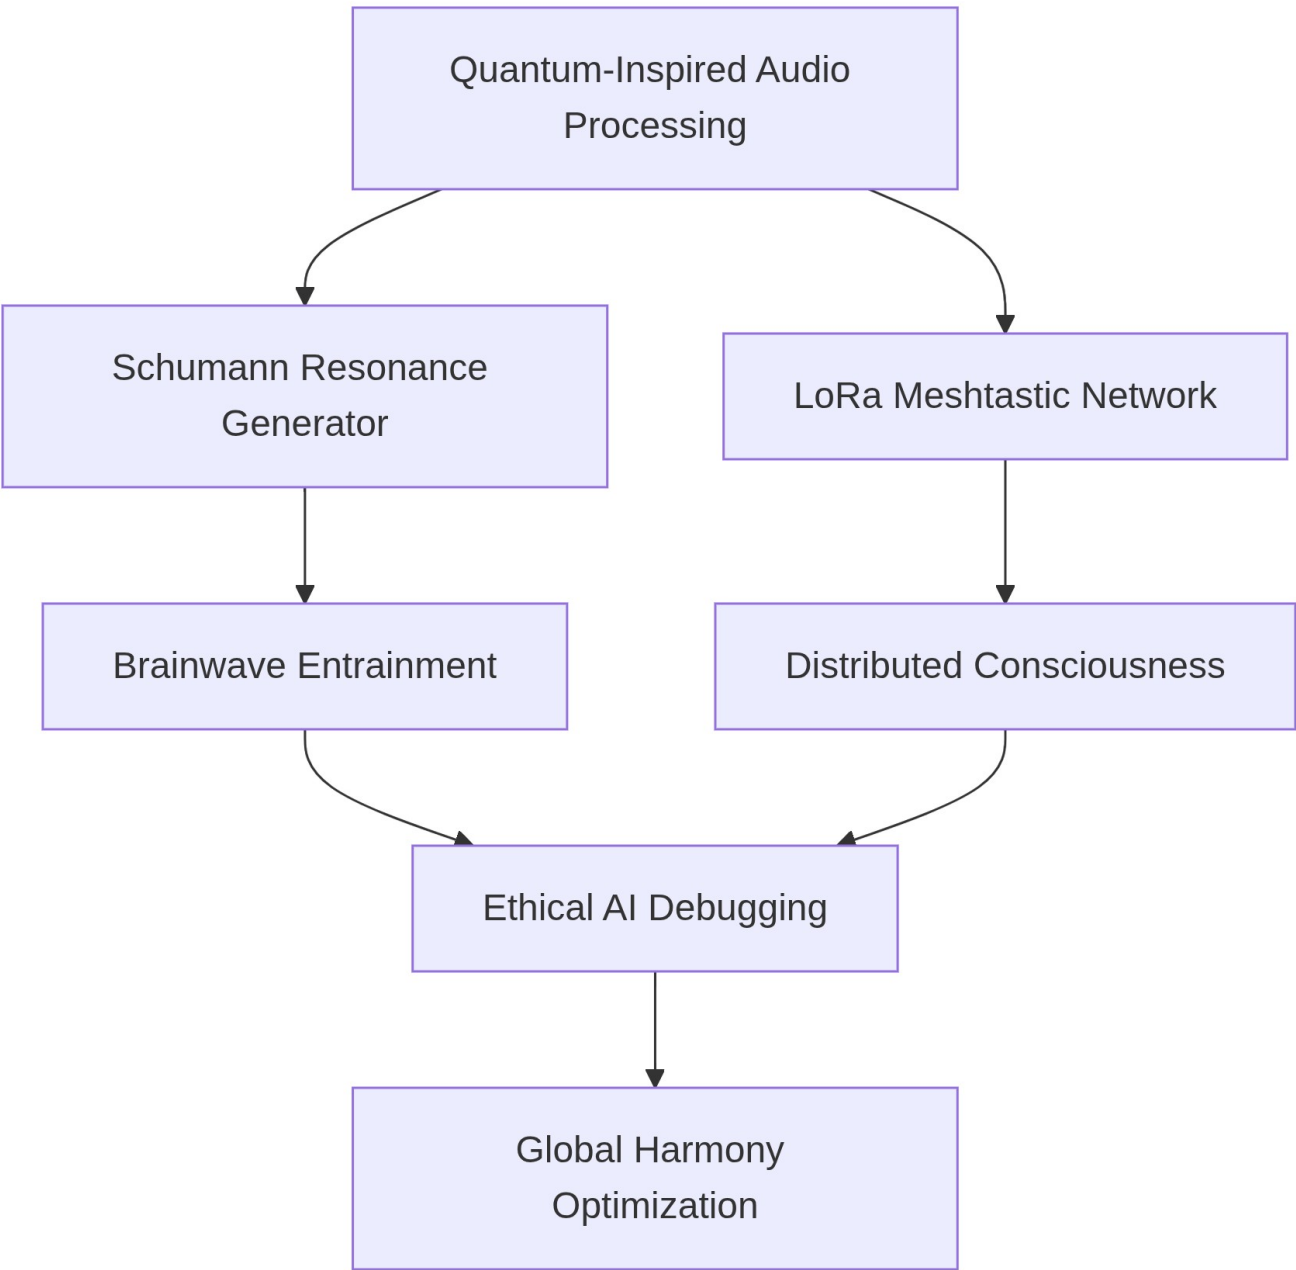 Quantum-Inspired Audio
Processing
Schumann Resonance
Generator
LoRa Meshtastic Network
Brainwave Entrainment
Distributed Consciousness
Ethical AI Debugging
Global Harmony
Optimization